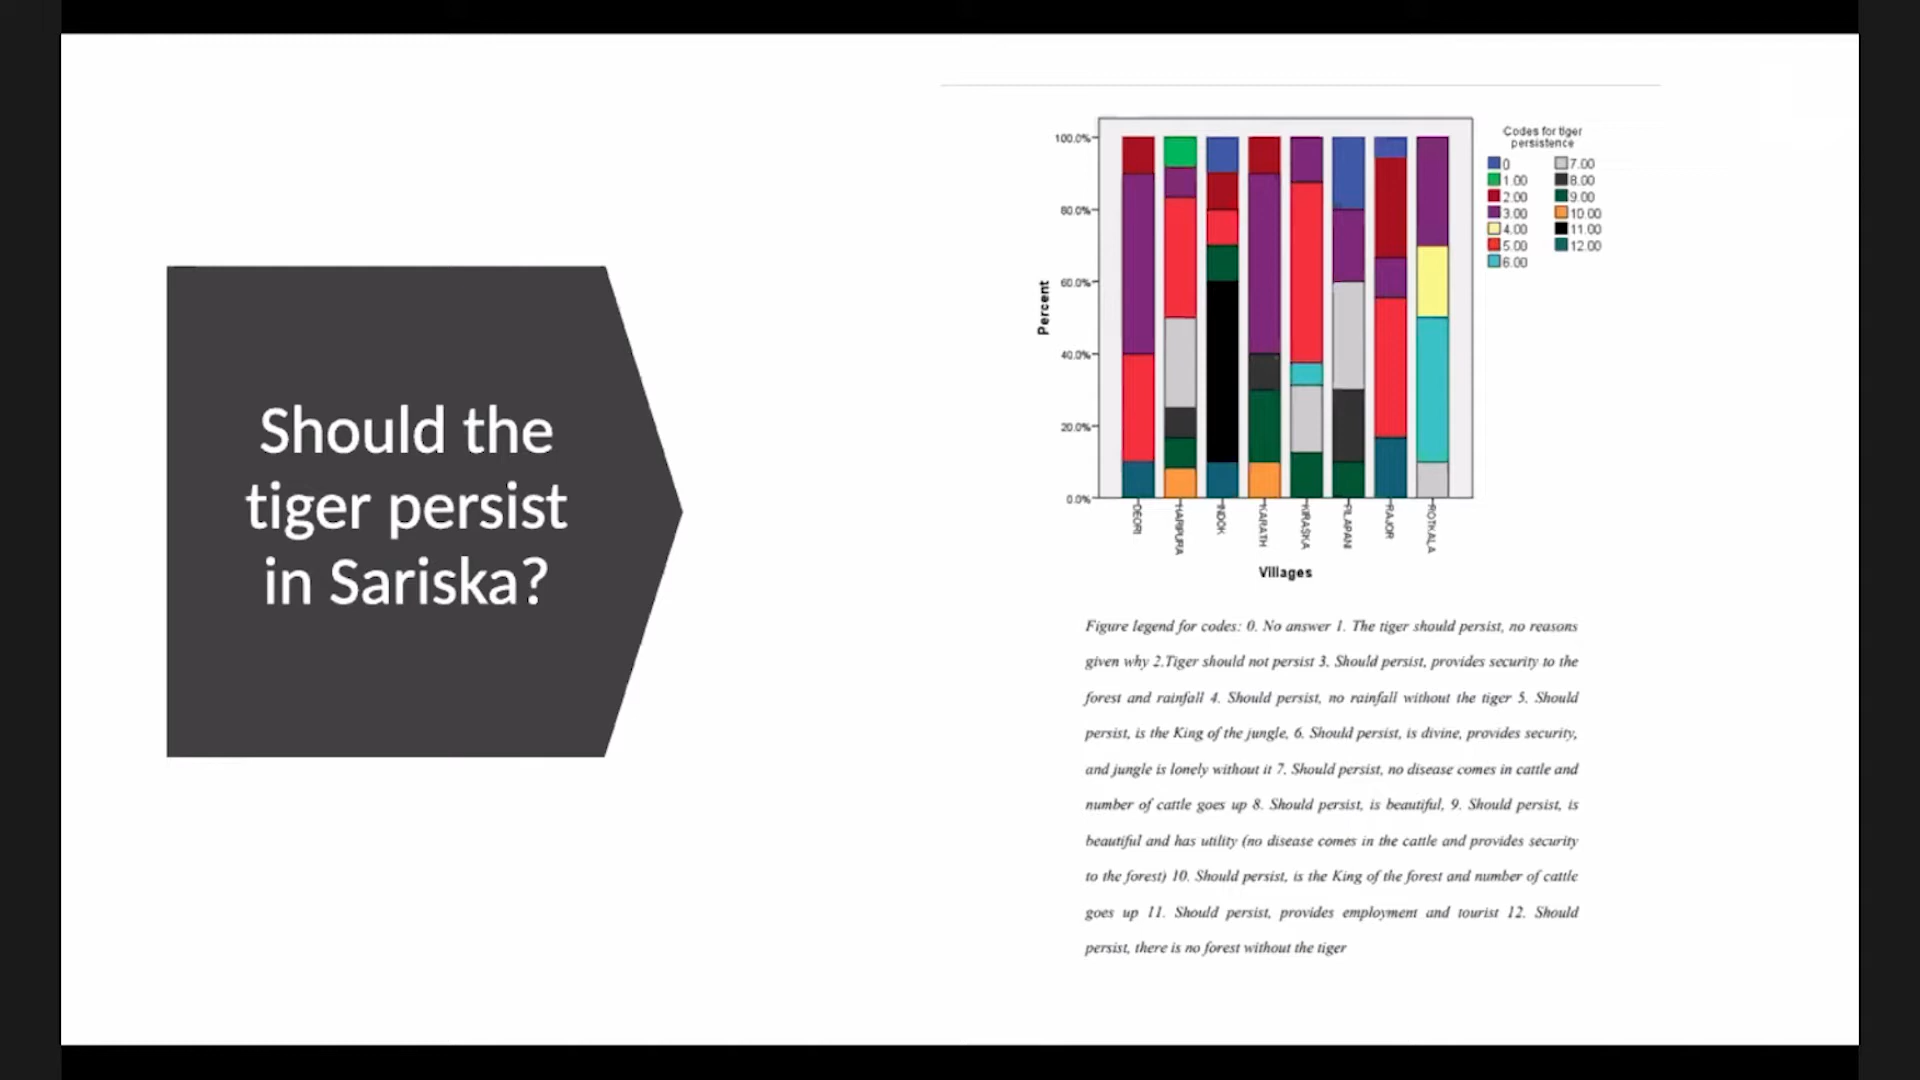 Should the
tiger persist
in Sariska?
100.0%
80.0%
60.0%
40.0%
20.0%
0.0%
Percent
DEORI
HARIPURA
INDOK
KARATH
KIRASKA
RAJOR
ROTKALA
Villages
Codes for tiger
persistence
0
1.00
2.00
3.00
4.00
5.00
6.00
7.00
8.00
9.00
10.00
11.00
12.00
Figure legend for codes: 0. No answer 1. The tiger should persist, no reasons
given why 2.Tiger should not persist 3. Should persist, provides security to the
forest and rainfall 4. Should persist, no rainfall without the tiger 5. Should
persist, is the King of the jungle, 6. Should persist, is divine, provides security,
and jungle is lonely without it 7. Should persist, no disease comes in cattle and
number of cattle goes up 8. Should persist, is beautiful, 9. Should persist, is
beautiful and has utility (no disease comes in the cattle and provides security
to the forest) 10. Should persist, is the King of the forest and number of cattle
goes up 11. Should persist, provides employment and tourist 12. Should
persist, there is no forest without the tiger